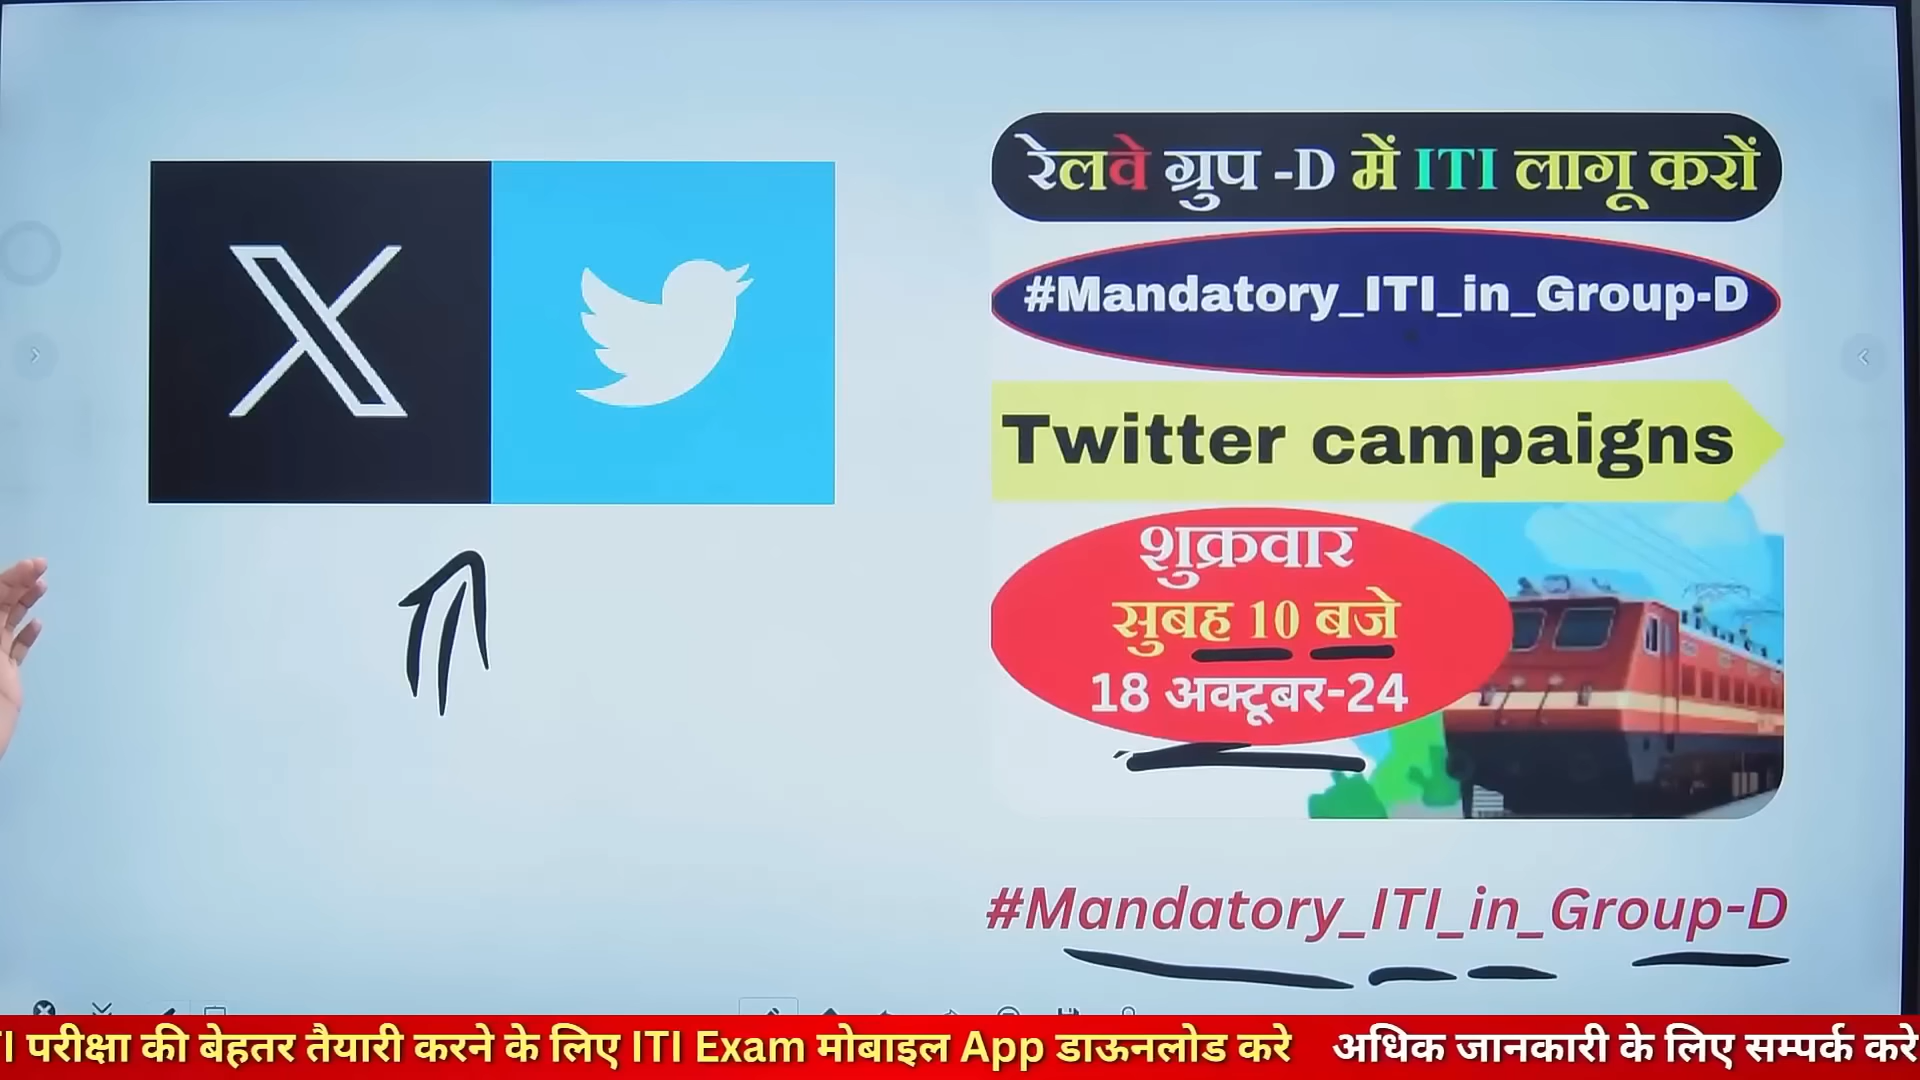 रेलवे ग्रुप -D में ITI लागू करों
#Mandatory_ITI_in_Group-D
Twitter campaigns
शुक्रवार
सुबह 10 बजे
18 अक्टूबर-24
#Mandatory_ITI_in_Group-D
परीक्षा की बेहतर तैयारी करने के लिए ITI Exam मोबाइल App डाऊनलोड करे अधिक जानकारी के लिए सम्पर्क करे